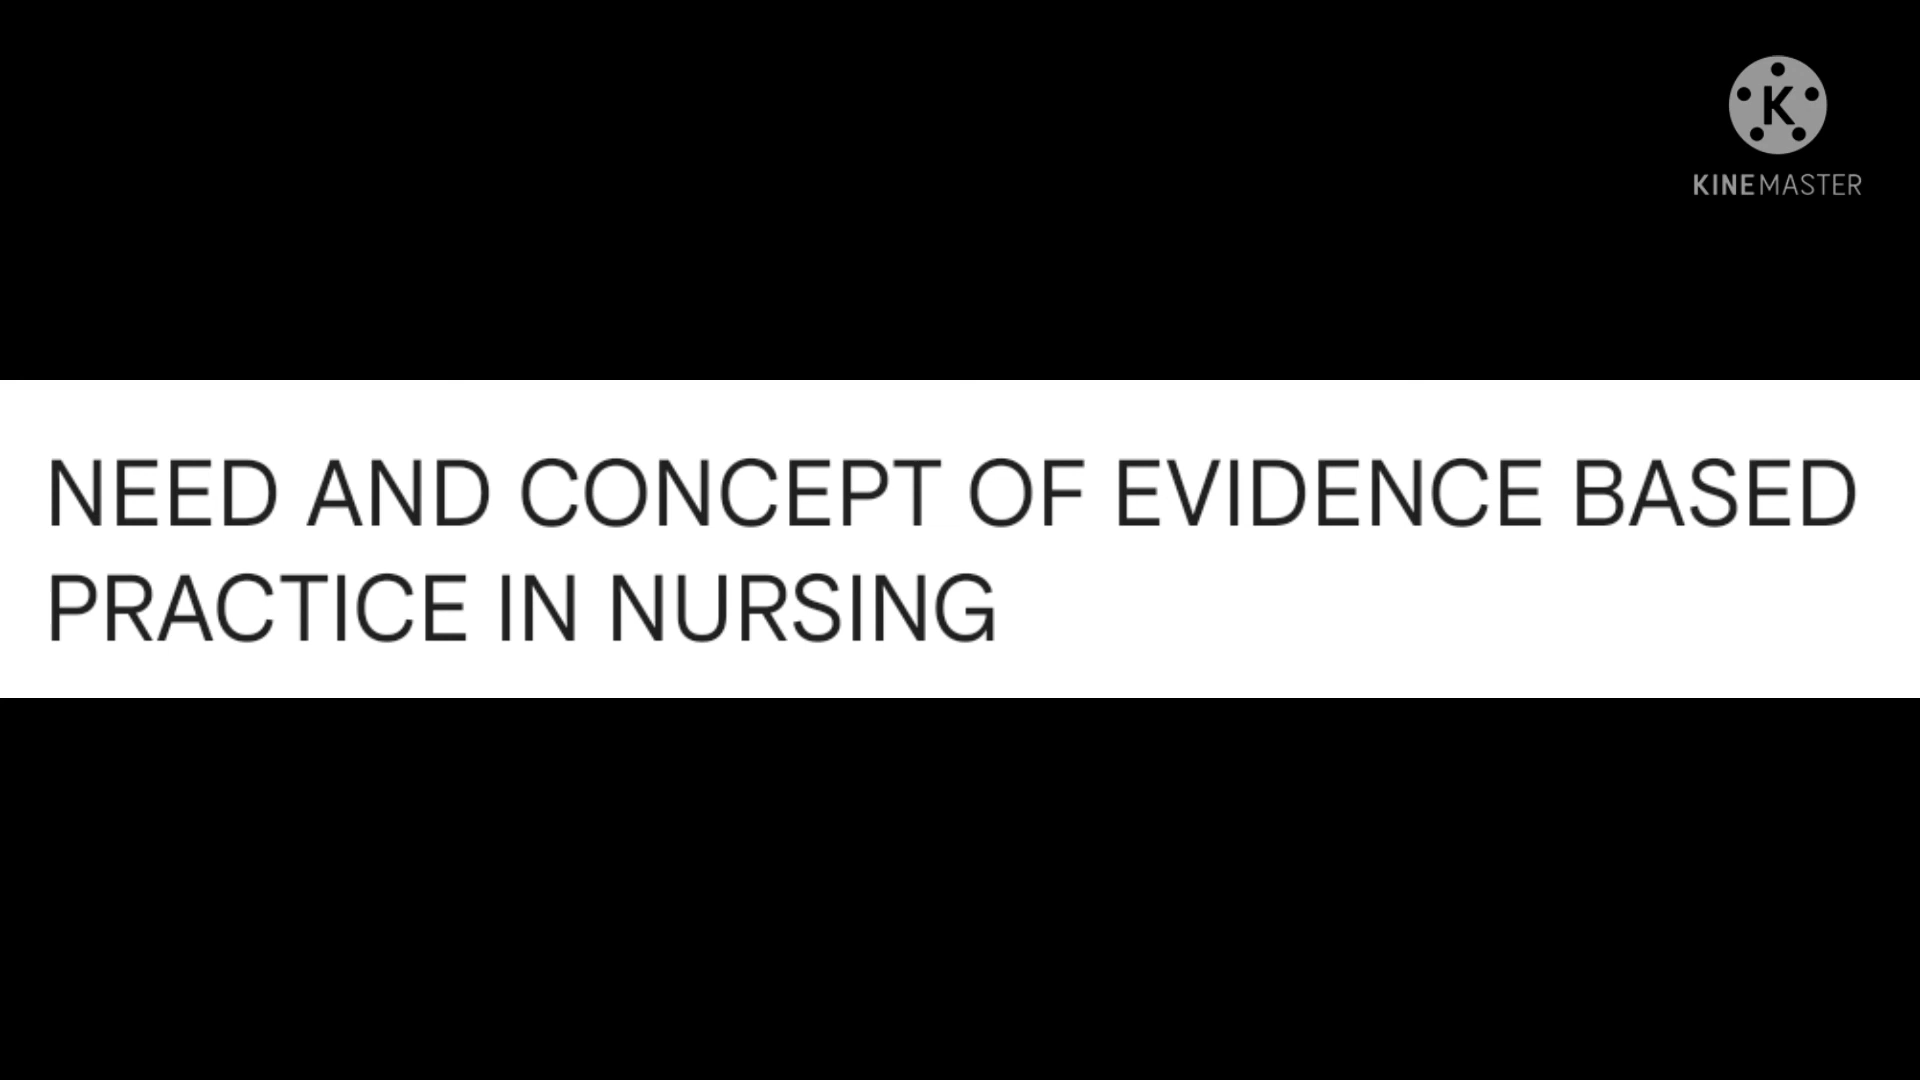 K
KINEMASTER
NEED AND CONCEPT OF EVIDENCE BASED
PRACTICE IN NURSING